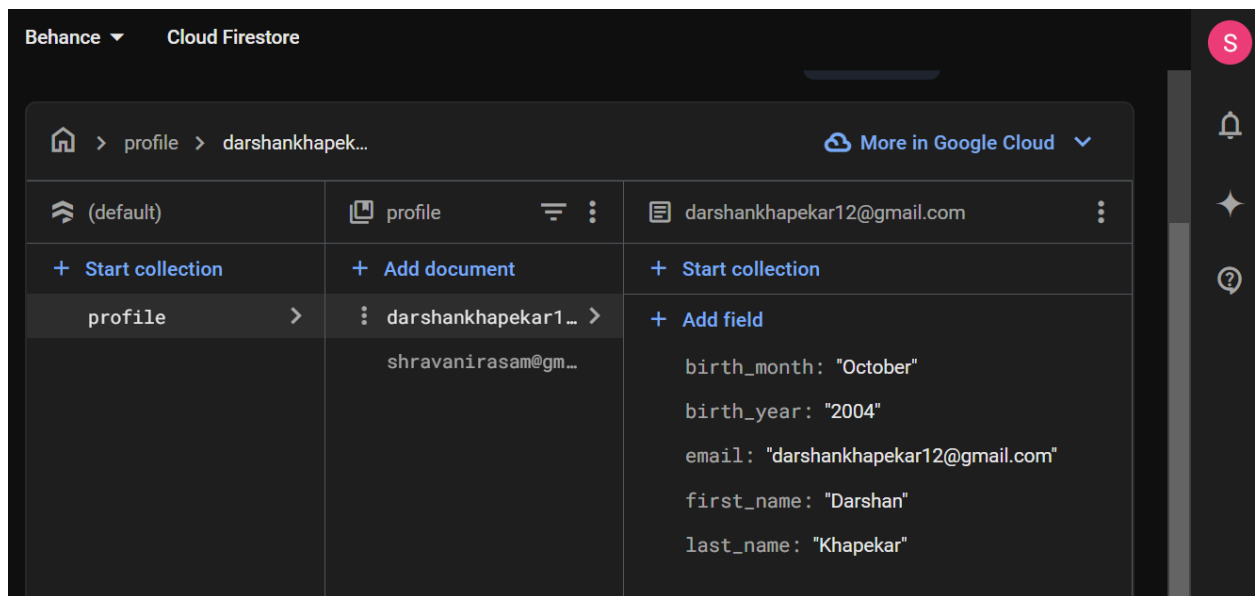 Behance Cloud Firestore
S
profile darshankhapek…
More in Google Cloud
(default) profile darshankhapekar12@gmail.com
+ Start collection + Add document + Start collection
profile darshankhapekar1… + Add field
shravanirasam@gm…
birth_month: "October"
birth_year: "2004"
email: "darshankhapekar12@gmail.com"
first_name: "Darshan"
last_name: "Khapekar"